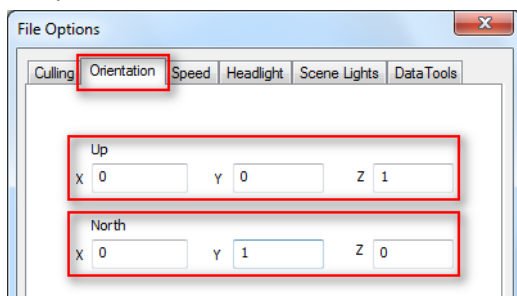 File Options
Culling Orientation Speed Headlight Scene Lights DataTools
Up
X 0 Y 0 Z 1
North
X 0 Y 1 Z 0